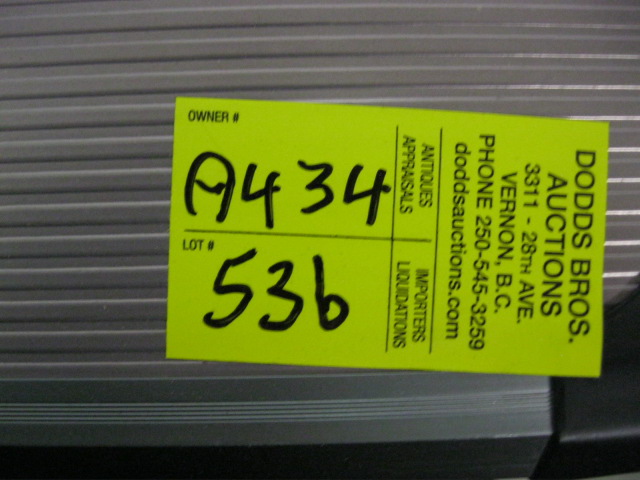 OWNER #
A434
LOT #
536
ANTIQUES
APPRAISALS
IMPORTERS
LIQUIDATIONS
DODDS BROS.
AUCTIONS
3311 - 28TH AVE.
VERNON, B.C.
PHONE 250-545-3259
doddsauctions.com